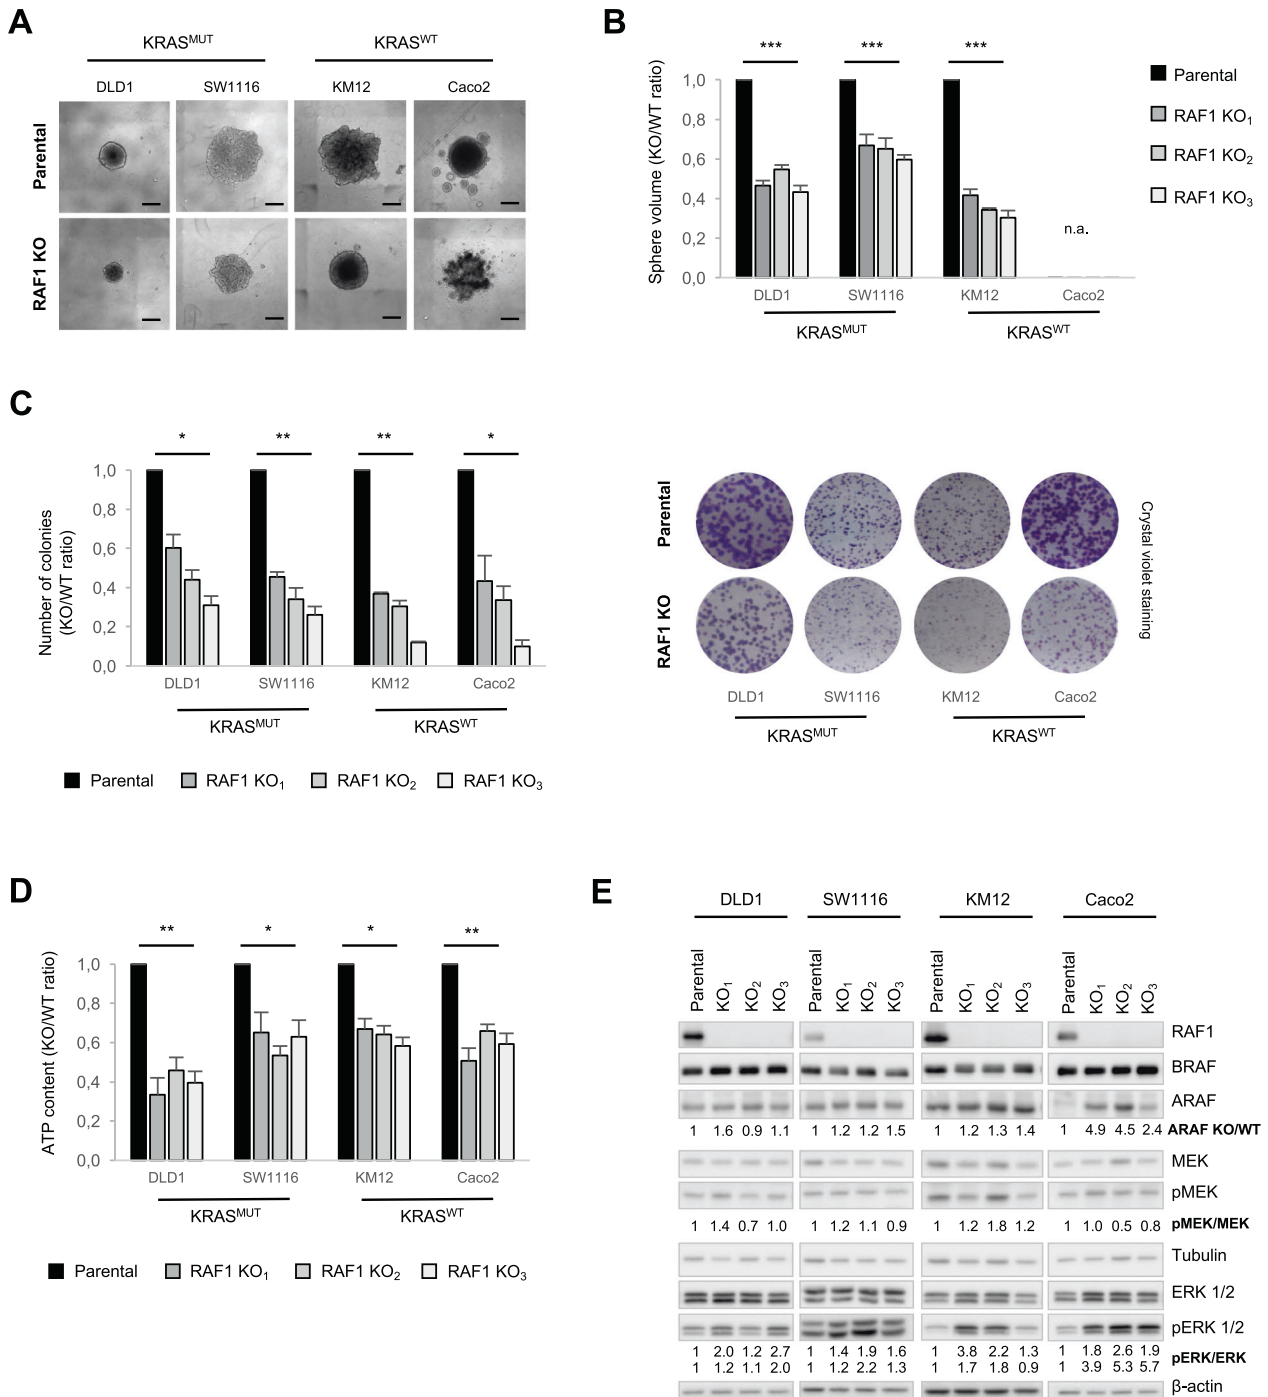 A
KRASMUT
KRASWT
DLD1
SW1116
KM12
Caco2
Parental
RAF1 KO
B
Sphere volume (KO/WT ratio)
1,0
0,8
0,6
0,4
0,2
0,0
***
***
***
n.a.
DLD1
SW1116
KM12
Caco2
KRASMUT
KRASWT
Parental
RAF1 KO1
RAF1 KO2
RAF1 KO3
C
Number of colonies
(KO/WT ratio)
1,0
0,8
0,6
0,4
0,2
0,0
*
**
**
*
DLD1
SW1116
KM12
Caco2
KRASMUT
KRASWT
Parental
RAF1 KO1
RAF1 KO2
RAF1 KO3
Parental
RAF1 KO
Crystal violet staining
DLD1
SW1116
KM12
Caco2
KRASMUT
KRASWT
D
ATP content (KO/WT ratio)
1,0
0,8
0,6
0,4
0,2
0,0
**
*
*
**
DLD1
SW1116
KM12
Caco2
KRASMUT
KRASWT
Parental
RAF1 KO1
RAF1 KO2
RAF1 KO3
E
DLD1
SW1116
KM12
Caco2
Parental KO1 KO2 KO3
Parental KO1 KO2 KO3
Parental KO1 KO2 KO3
Parental KO1 KO2 KO3
RAF1
BRAF
ARAF
1 1.6 0.9 1.1 1 1.2 1.2 1.5 1 1.2 1.3 1.4 1 4.9 4.5 2.4 ARAF KO/WT
MEK
pMEK
1 1.4 0.7 1.0 1 1.2 1.1 0.9 1 1.2 1.8 1.2 1 1.0 0.5 0.8 pMEK/MEK
Tubulin
ERK 1/2
pERK 1/2
1 2.0 1.2 2.7 1 1.4 1.9 1.6 1 3.8 2.2 1.3 1 1.8 2.6 1.9
pERK/ERK
1 1.2 1.1 2.0 1 1.2 2.2 1.3 1 1.7 1.8 0.9 1 3.9 5.3 5.7
β-actin